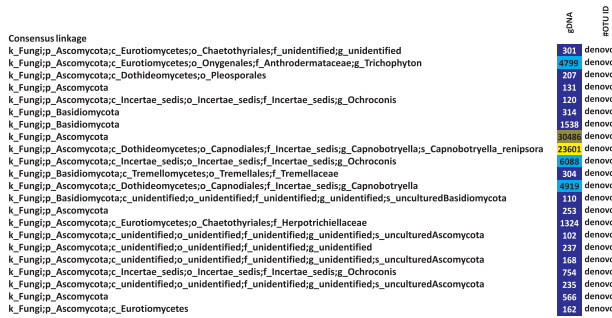 gDNA #OTU ID
Consensus linkage
k_Fungi;p_Ascomycota;c_Eurotiomycetes;o_Chaetothyriales;f_unidentified;g_unidentified 301 denovo
k_Fungi;p_Ascomycota;c_Eurotiomycetes;o_Onygenales;f_Anthrodermataceae;g_Trichophyton 4799 denovo
k_Fungi;p_Ascomycota;c_Dothideomycetes;o_Pleosporales 207 denovo
k_Fungi;p_Ascomycota 131 denovo
k_Fungi;p_Ascomycota;c_Incertae_sedis;o_Incertae_sedis;f_Incertae_sedis;g_Ochroconis 120 denovo
k_Fungi;p_Basidiomycota 314 denovo
k_Fungi;p_Basidiomycota 1538 denovo
k_Fungi;p_Ascomycota 30486 denovo
k_Fungi;p_Ascomycota;c_Dothideomycetes;o_Capnodiales;f_Incertae_sedis;g_Capnobotryella;s_Capnobotryella_renipsora 23601 denovo
k_Fungi;p_Ascomycota;c_Incertae_sedis;o_Incertae_sedis;f_Incertae_sedis;g_Ochroconis 6088 denovo
k_Fungi;p_Basidiomycota;c_Tremellomycetes;o_Tremellales;f_Tremellaceae 304 denovo
k_Fungi;p_Ascomycota;c_Dothideomycetes;o_Capnodiales;f_Incertae_sedis;g_Capnobotryella 4919 denovo
k_Fungi;p_Basidiomycota;c_unidentified;o_unidentified;f_unidentified;g_unidentified;s_unculturedBasidiomycota 110 denovo
k_Fungi;p_Ascomycota 253 denovo
k_Fungi;p_Ascomycota;c_Eurotiomycetes;o_Chaetothyriales;f_Herpotrichiellaceae 1324 denovo
k_Fungi;p_Ascomycota;c_unidentified;o_unidentified;f_unidentified;g_unidentified;s_unculturedAscomycota 102 denovo
k_Fungi;p_Ascomycota;c_unidentified;o_unidentified;f_unidentified;g_unidentified 237 denovo
k_Fungi;p_Ascomycota;c_unidentified;o_unidentified;f_unidentified;g_unidentified;s_unculturedAscomycota 168 denovo
k_Fungi;p_Ascomycota;c_Incertae_sedis;o_Incertae_sedis;f_Incertae_sedis;g_Ochroconis 754 denovo
k_Fungi;p_Ascomycota;c_unidentified;o_unidentified;f_unidentified;g_unidentified;s_unculturedAscomycota 235 denovo
k_Fungi;p_Ascomycota 566 denovo
k_Fungi;p_Ascomycota;c_Eurotiomycetes 162 denovo